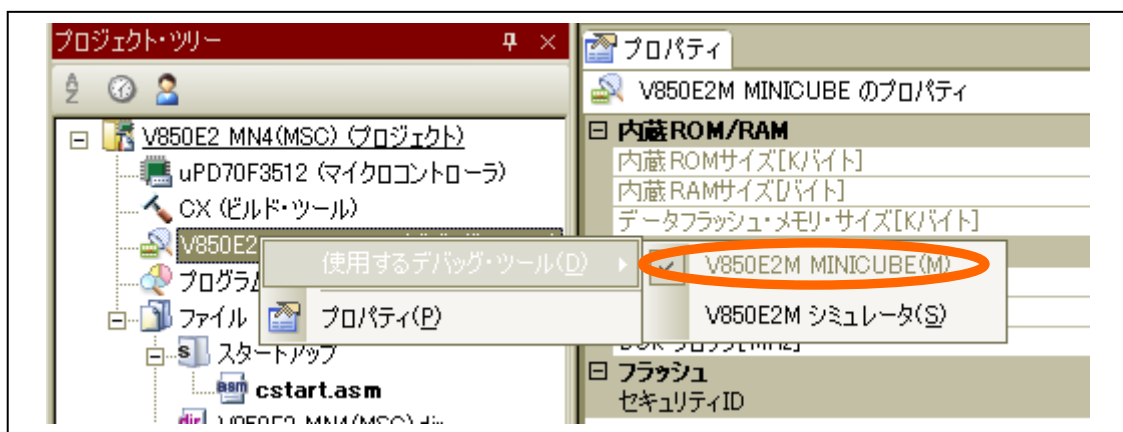 プロジェクト・ツリー
プロパティ
V850E2M MINICUBE のプロパティ
V850E2 MN4(MSC) (プロジェクト)
uPD70F3512 (マイクロコントローラ)
CX (ビルド・ツール)
V850E2
プログラム
ファイル
スタートアップ
cstart.asm
内蔵ROM/RAM
内蔵ROMサイズ[Kバイト]
内蔵RAMサイズ[バイト]
データフラッシュ・メモリ・サイズ[Kバイト]
使用するデバッグ・ツール(D)
プロパティ(P)
V850E2M MINICUBE(M)
V850E2M シミュレータ(S)
フラッシュ
セキュリティID